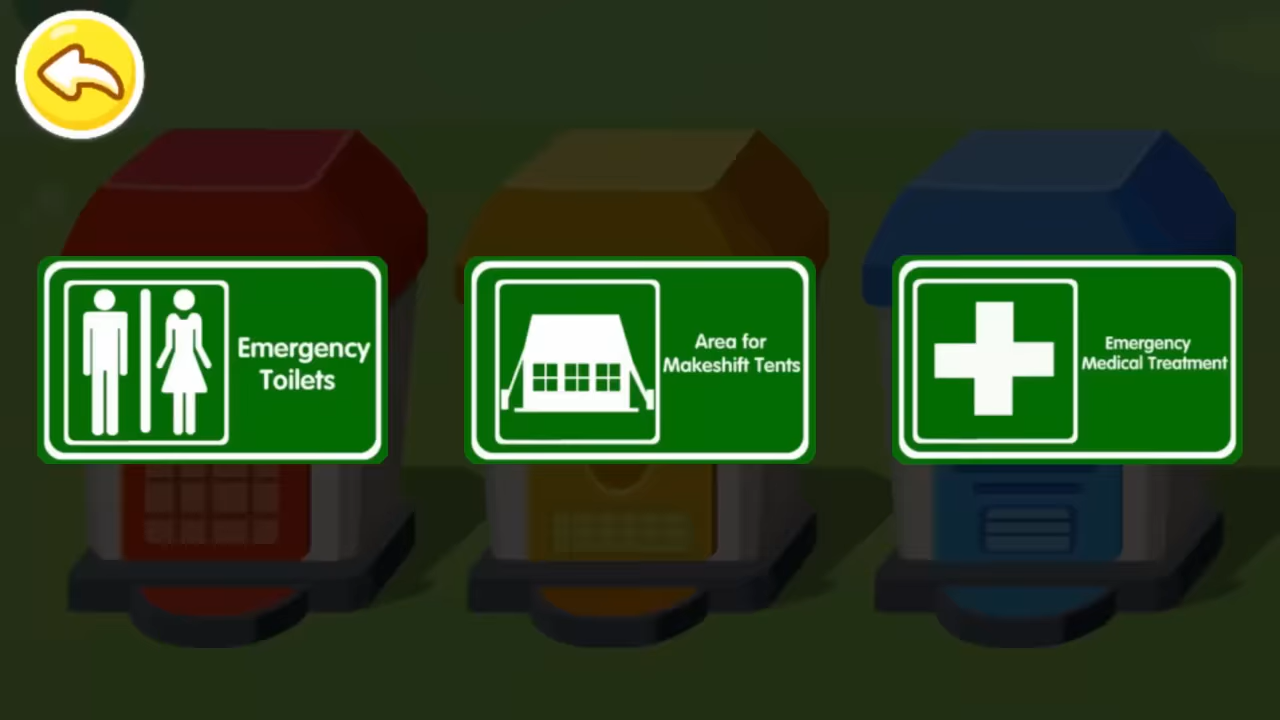 Emergency
Toilets
Area for
Makeshift Tents
Emergency
Medical Treatment